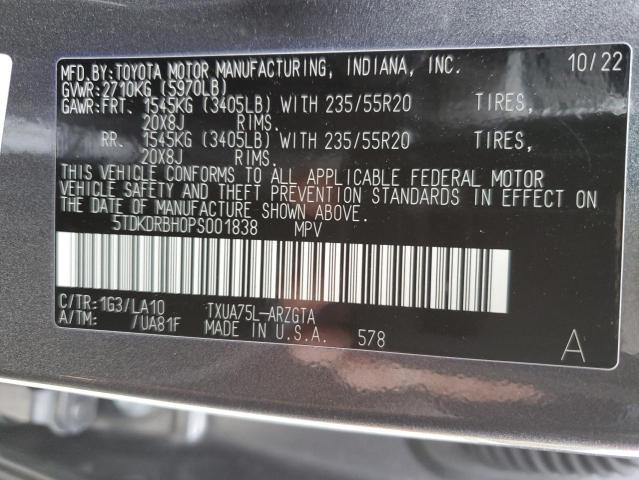 MFD.BY:TOYOTA MOTOR MANUFACTURING, INDIANA, INC. 10/22
GVWR:2710KG (5970LB)
GAWR:FRT. 1545KG (3405LB) WITH 235/55R20 TIRES,
20X8J RIMS.
RR. 1545KG (3405LB) WITH 235/55R20 TIRES,
20X8J RIMS.
THIS VEHICLE CONFORMS TO ALL APPLICABLE FEDERAL MOTOR
VEHICLE SAFETY AND THEFT PREVENTION STANDARDS IN EFFECT ON
THE DATE OF MANUFACTURE SHOWN ABOVE.
5TDKDRBH0PS001838 MPV
C/TR:1G3/LA10 TXUA75L-ARZGTA
A/TM: /UA81F MADE IN U.S.A. 578
A